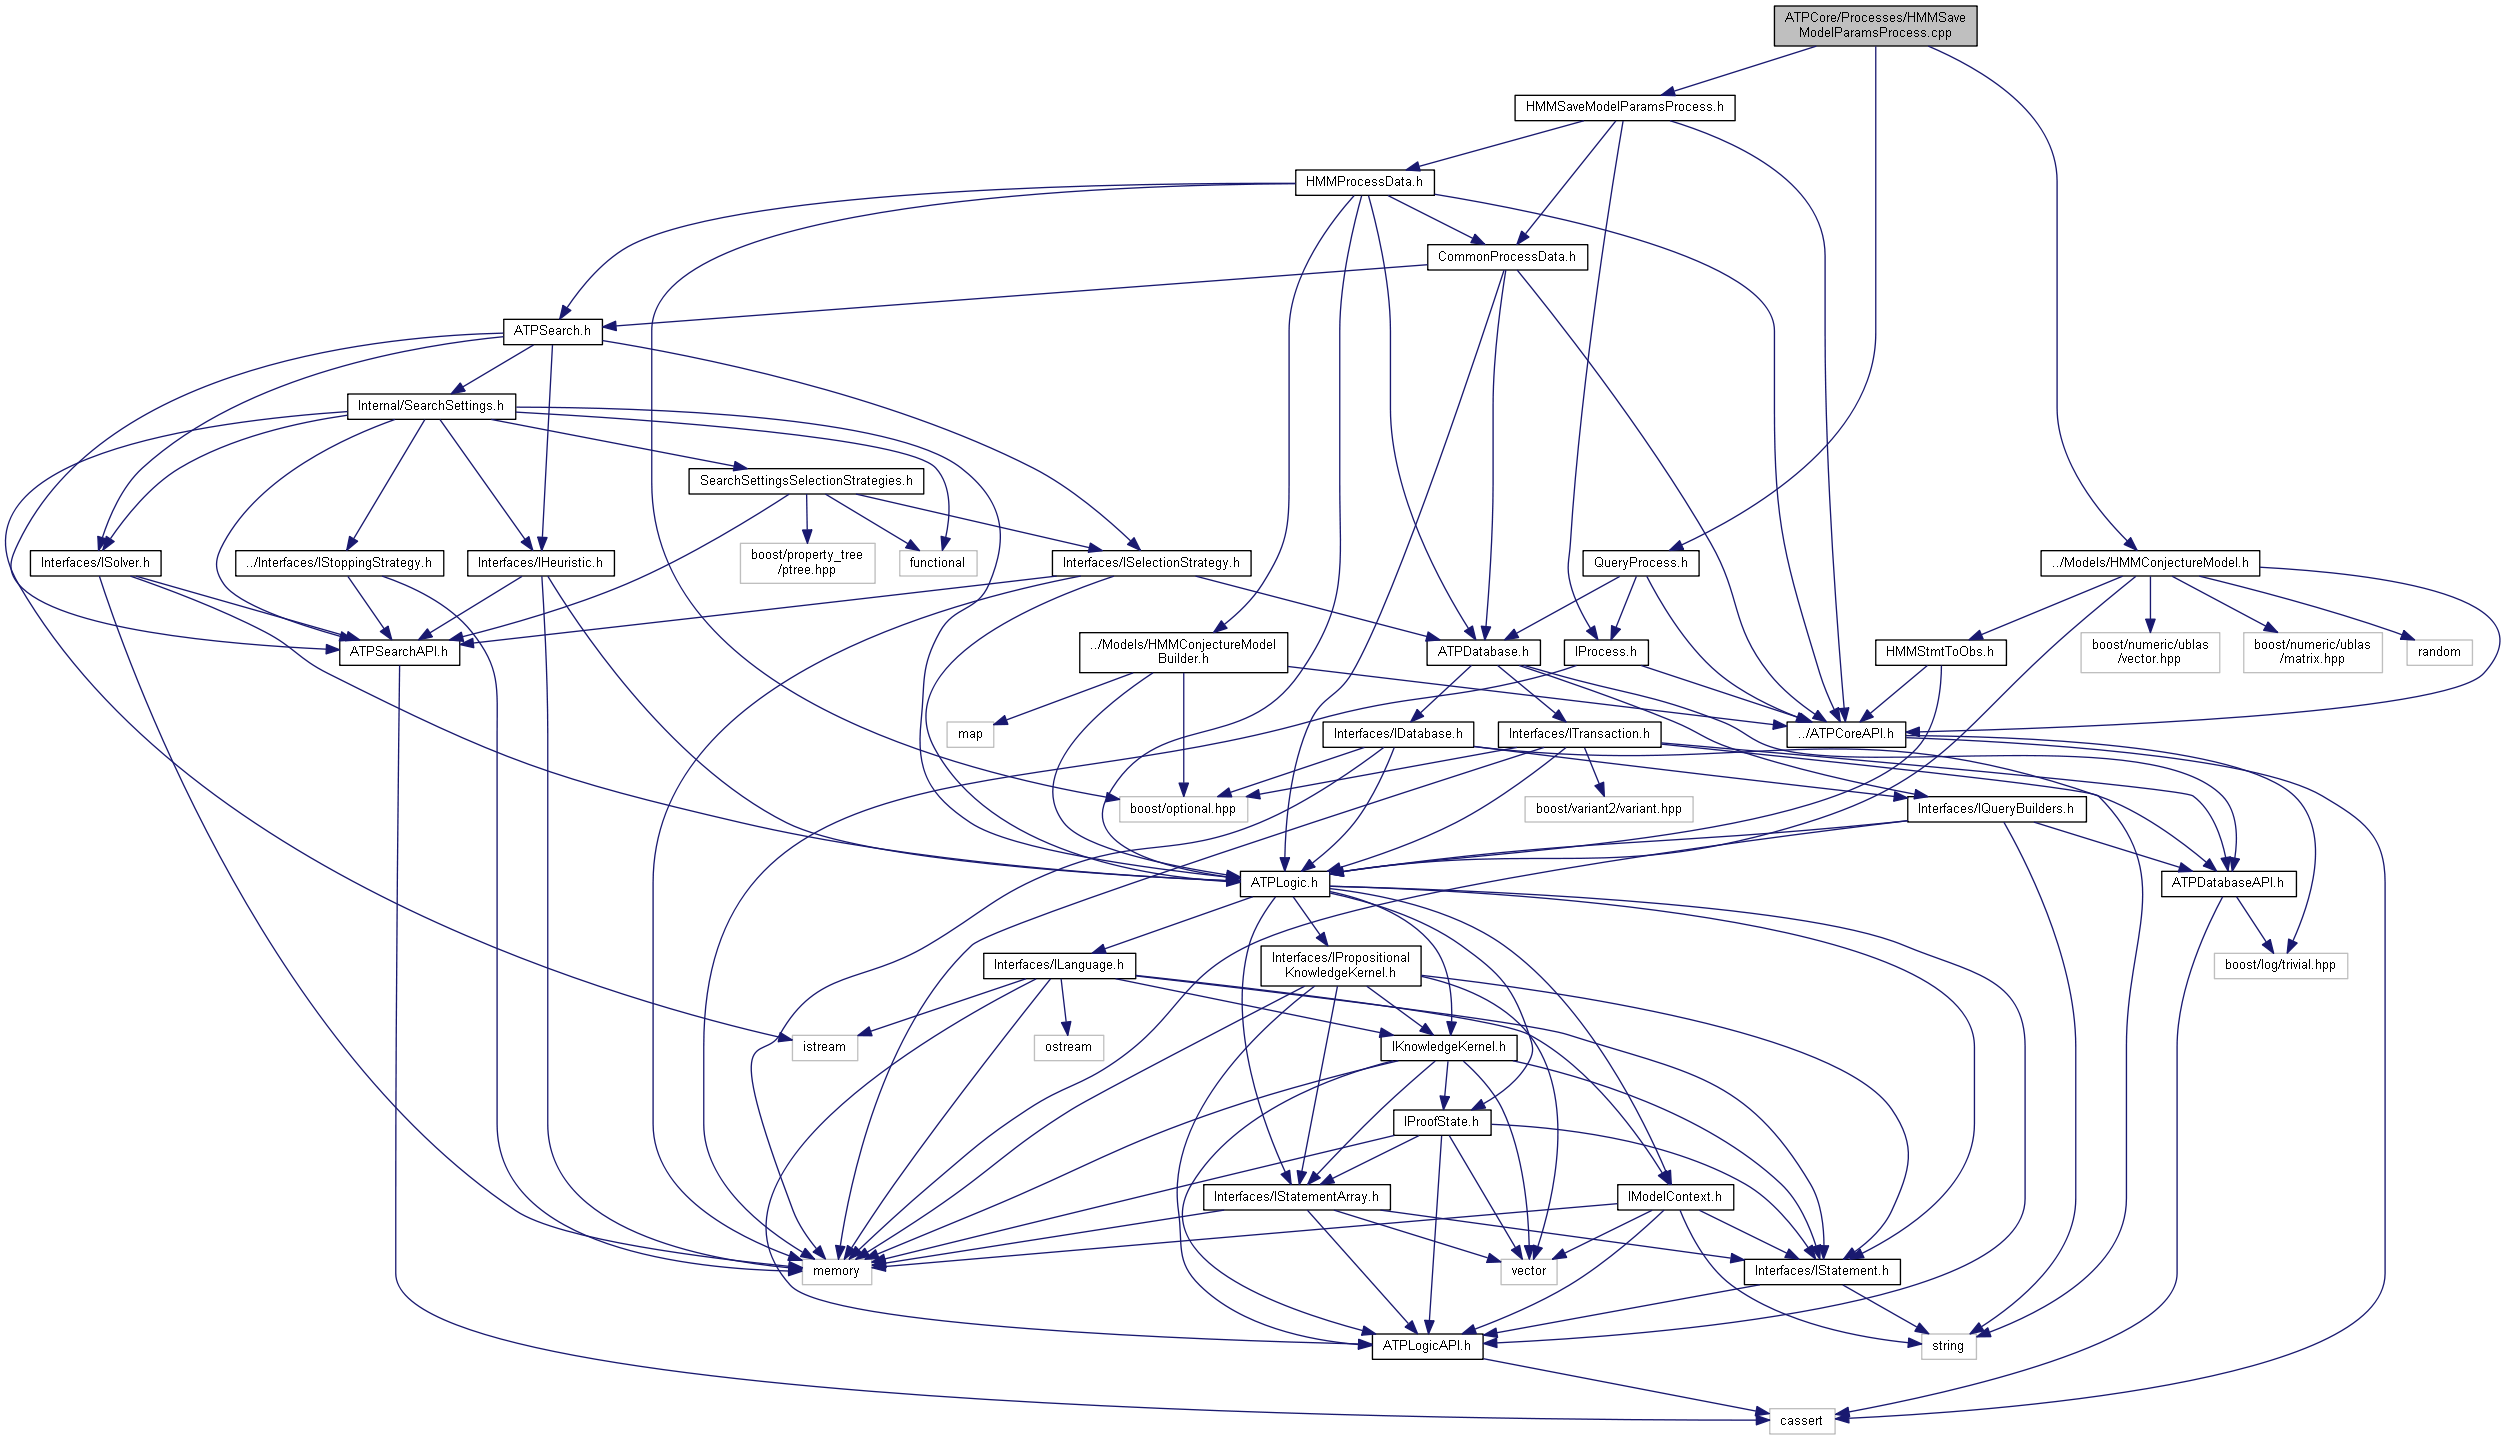 ATPCore/Processes/HMMSave
ModelParamsProcess.cpp
HMMSaveModelParamsProcess.h
HMMProcessData.h
CommonProcessData.h
ATPSearch.h
Internal/SearchSettings.h
SearchSettingsSelectionStrategies.h
Interfaces/ISolver.h
../Interfaces/IStoppingStrategy.h
Interfaces/IHeuristic.h
boost/property_tree
/ptree.hpp
functional
Interfaces/ISelectionStrategy.h
QueryProcess.h
../Models/HMMConjectureModel.h
ATPSearchAPI.h
../Models/HMMConjectureModel
Builder.h
ATPDatabase.h
IProcess.h
HMMStmtToObs.h
boost/numeric/ublas
/vector.hpp
boost/numeric/ublas
/matrix.hpp
random
map
Interfaces/IDatabase.h
Interfaces/ITransaction.h
../ATPCoreAPI.h
boost/optional.hpp
boost/variant2/variant.hpp
Interfaces/IQueryBuilders.h
ATPLogic.h
ATPDatabaseAPI.h
Interfaces/ILanguage.h
Interfaces/IPropositional
KnowledgeKernel.h
boost/log/trivial.hpp
istream
ostream
IKnowledgeKernel.h
IProofState.h
Interfaces/IStatementArray.h
IModelContext.h
memory
vector
Interfaces/IStatement.h
ATPLogicAPI.h
string
cassert